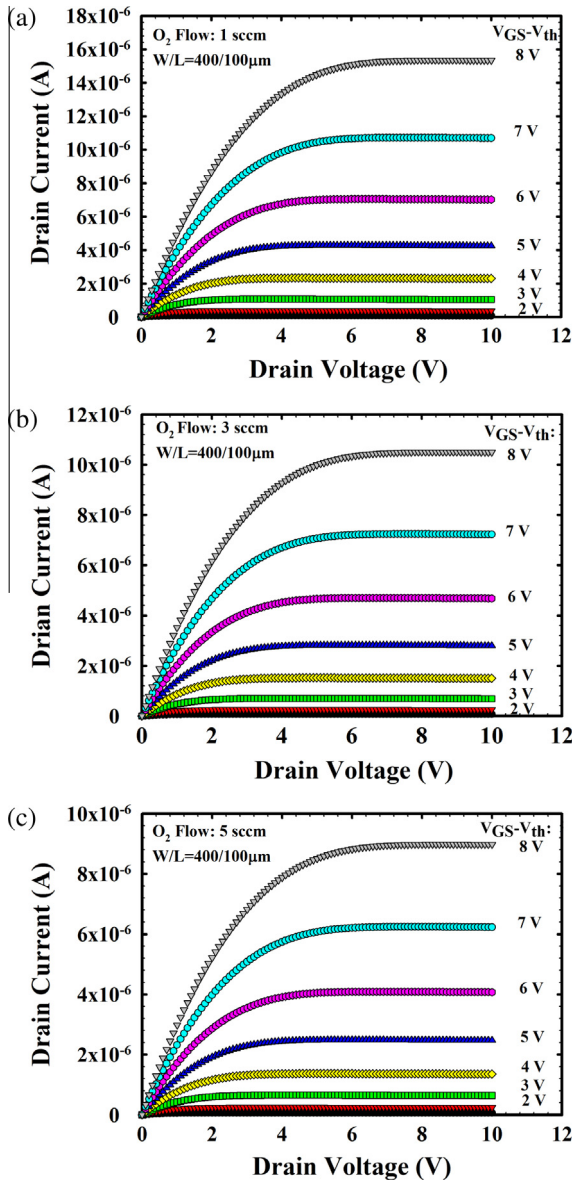 (a)
18x10⁻⁶
16x10⁻⁶
14x10⁻⁶
12x10⁻⁶
10x10⁻⁶
8x10⁻⁶
6x10⁻⁶
4x10⁻⁶
2x10⁻⁶
0
Drain Current (A)
O₂ Flow: 1 sccm
W/L=400/100μm
V_GS-V_th:
8 V
7 V
6 V
5 V
4 V
3 V
2 V
0 2 4 6 8 10 12
Drain Voltage (V)
(b)
12x10⁻⁶
10x10⁻⁶
8x10⁻⁶
6x10⁻⁶
4x10⁻⁶
2x10⁻⁶
0
Drian Current (A)
O₂ Flow: 3 sccm
W/L=400/100μm
V_GS-V_th:
8 V
7 V
6 V
5 V
4 V
3 V
2 V
0 2 4 6 8 10 12
Drain Voltage (V)
(c)
10x10⁻⁶
8x10⁻⁶
6x10⁻⁶
4x10⁻⁶
2x10⁻⁶
0
Drain Current (A)
O₂ Flow: 5 sccm
W/L=400/100μm
V_GS-V_th:
8 V
7 V
6 V
5 V
4 V
3 V
2 V
0 2 4 6 8 10 12
Drain Voltage (V)